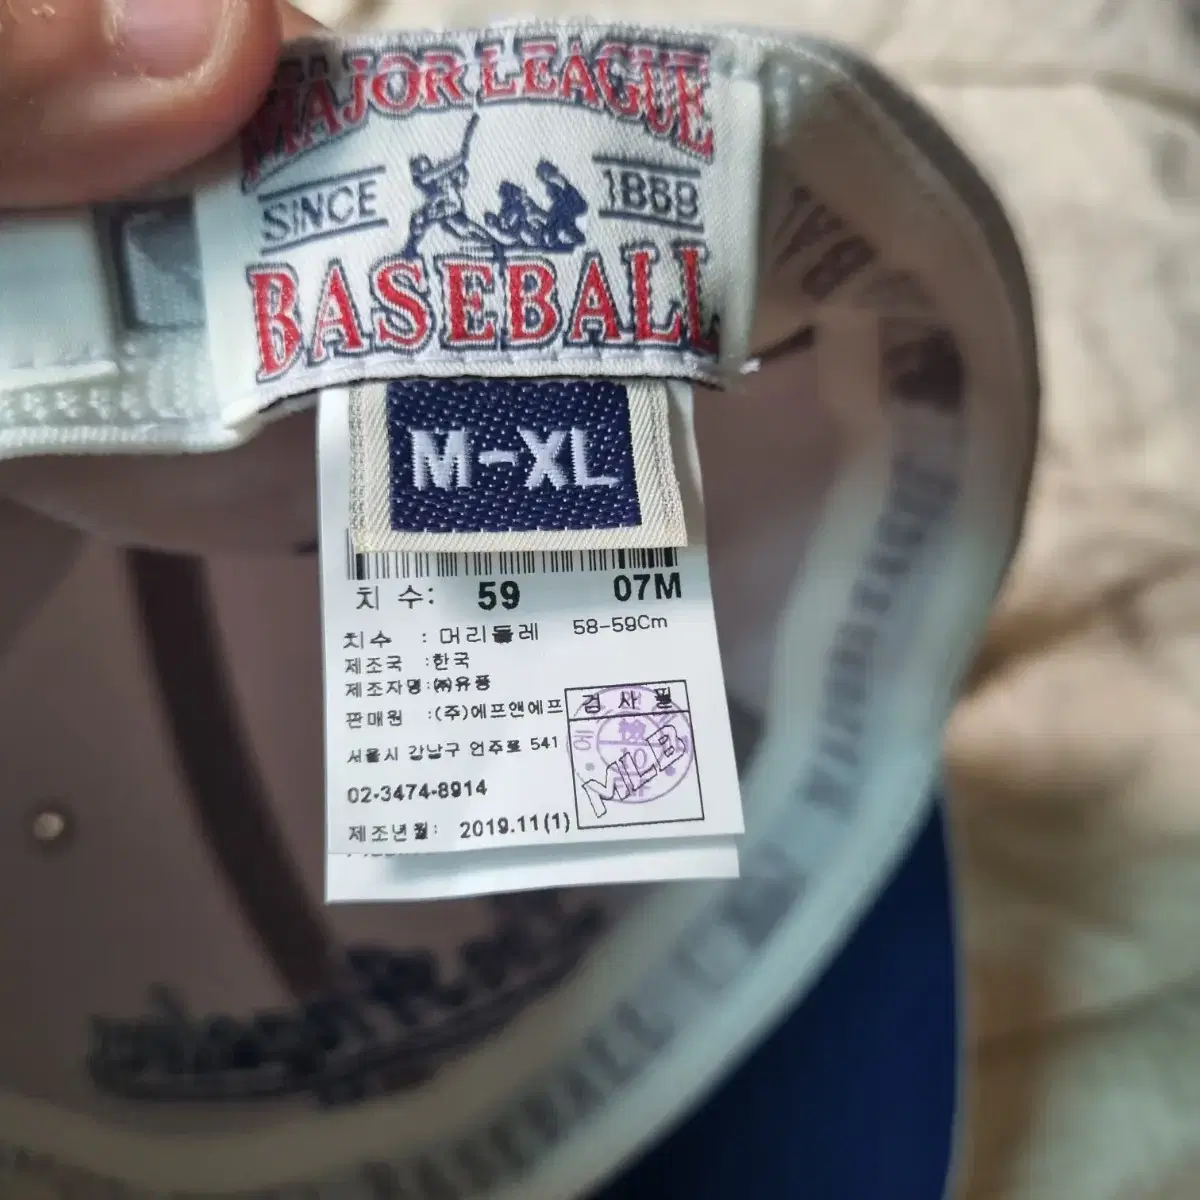 MAJOR LEAGUE
SINCE 1869
BASEBALL
M-XL
치 수: 59 07M
치수 : 머리둘레 58-59Cm
제조국 :한국
제조자명:㈜유풍
판매원 :(주)에프앤에프
서울시 강남구 언주로 541
02-3474-8914
제조년월: 2019.11(1)
검 사 필
MLB
BASEBALL